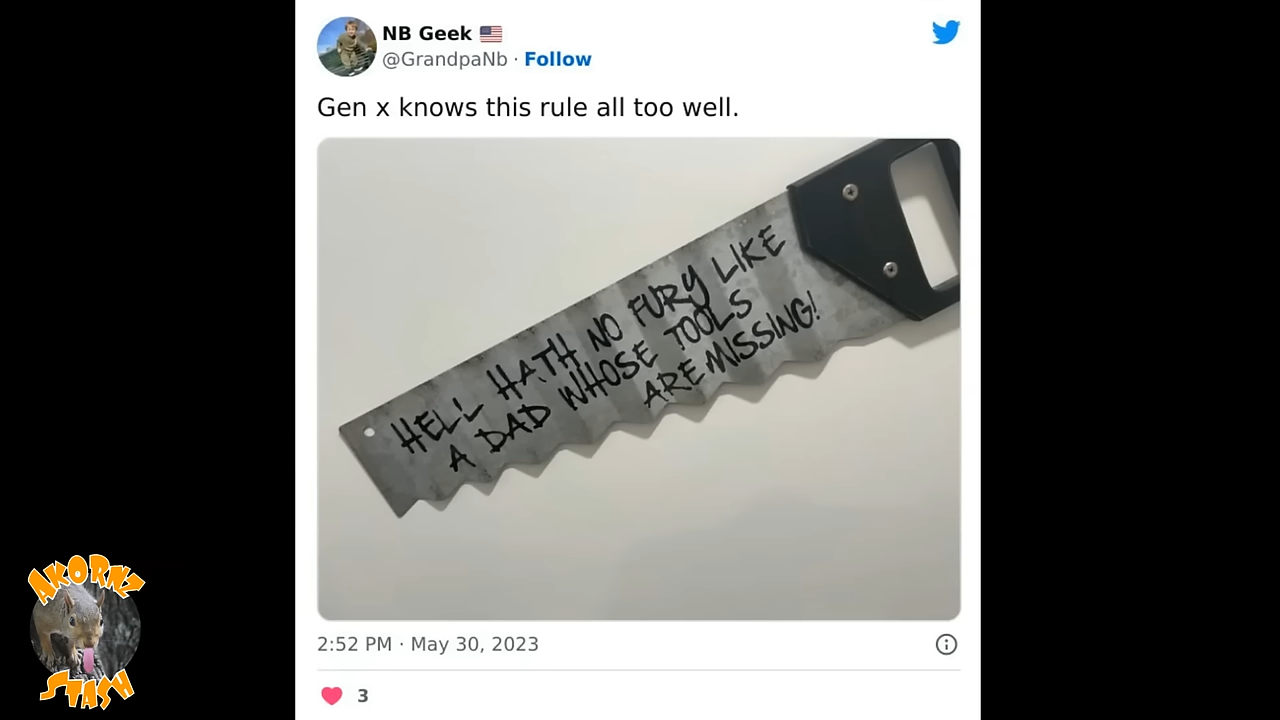 NB Geek
@GrandpaNb · Follow
Gen x knows this rule all too well.
HELL HATH NO FURY LIKE
A DAD WHOSE TOOLS
ARE MISSING!
2:52 PM · May 30, 2023
3
AKORNZ
STASH